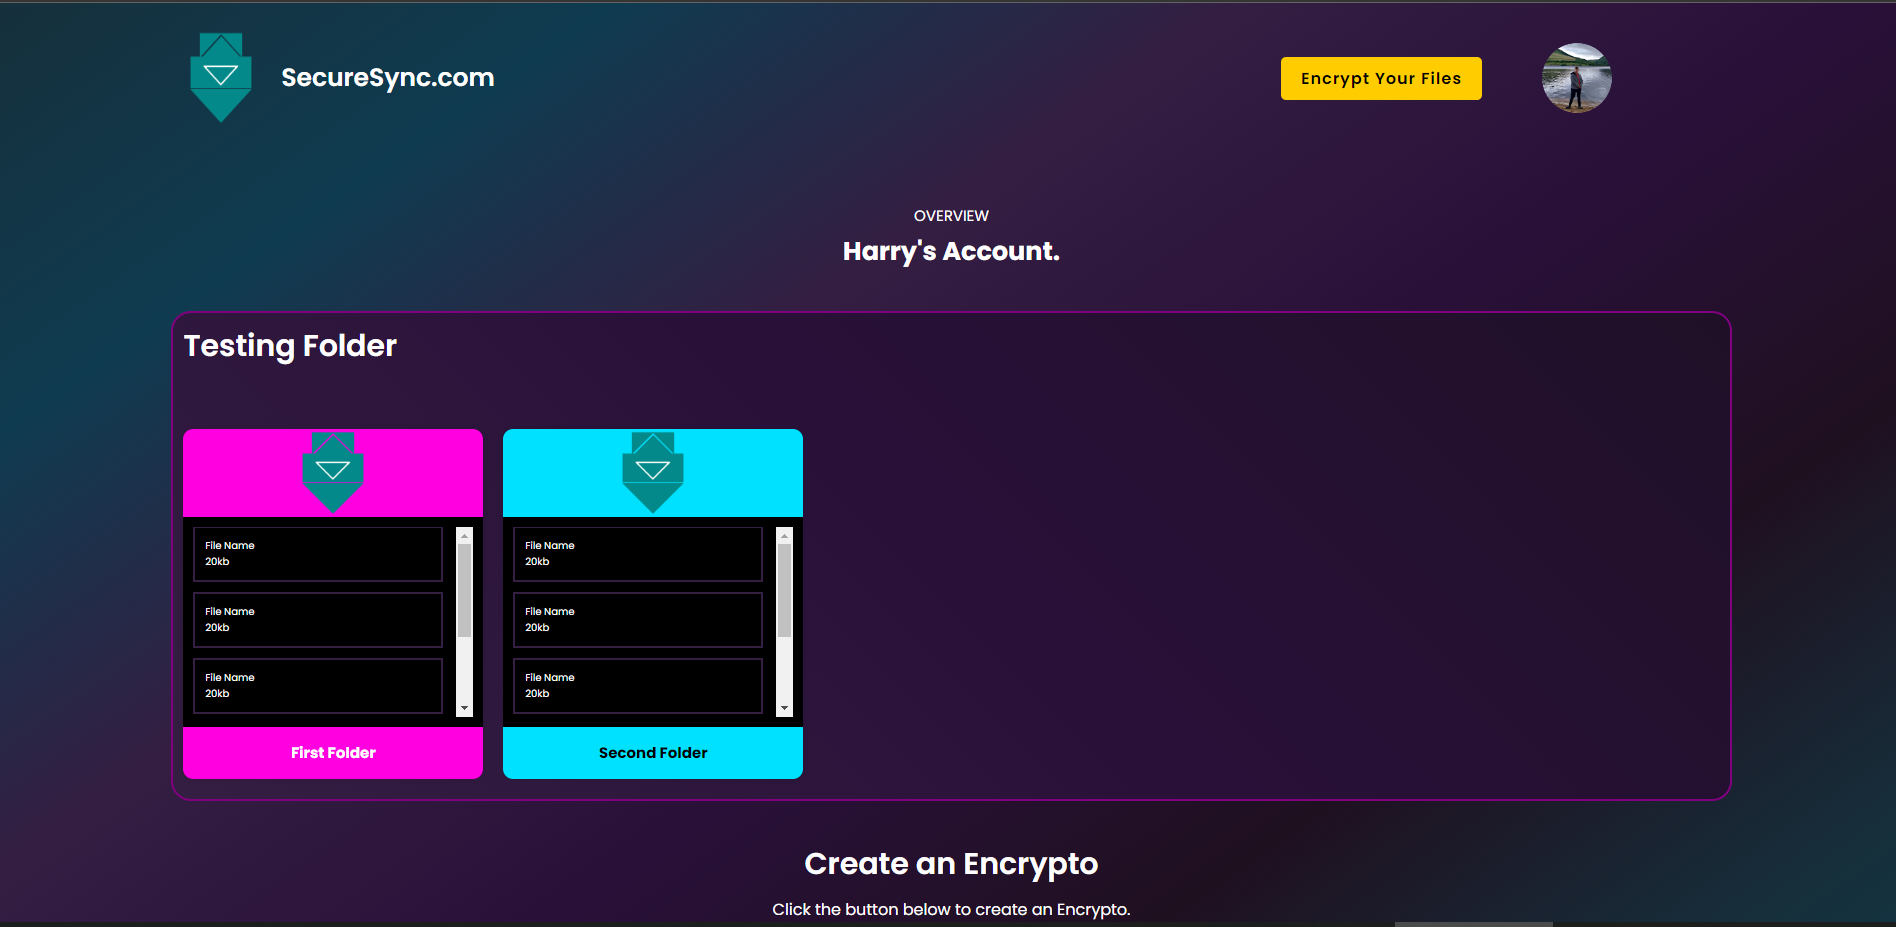 SecureSync.com
Encrypt Your Files
OVERVIEW
Harry's Account.
Testing Folder
File Name
20kb
File Name
20kb
File Name
20kb
First Folder
File Name
20kb
File Name
20kb
File Name
20kb
Second Folder
Create an Encrypto
Click the button below to create an Encrypto.